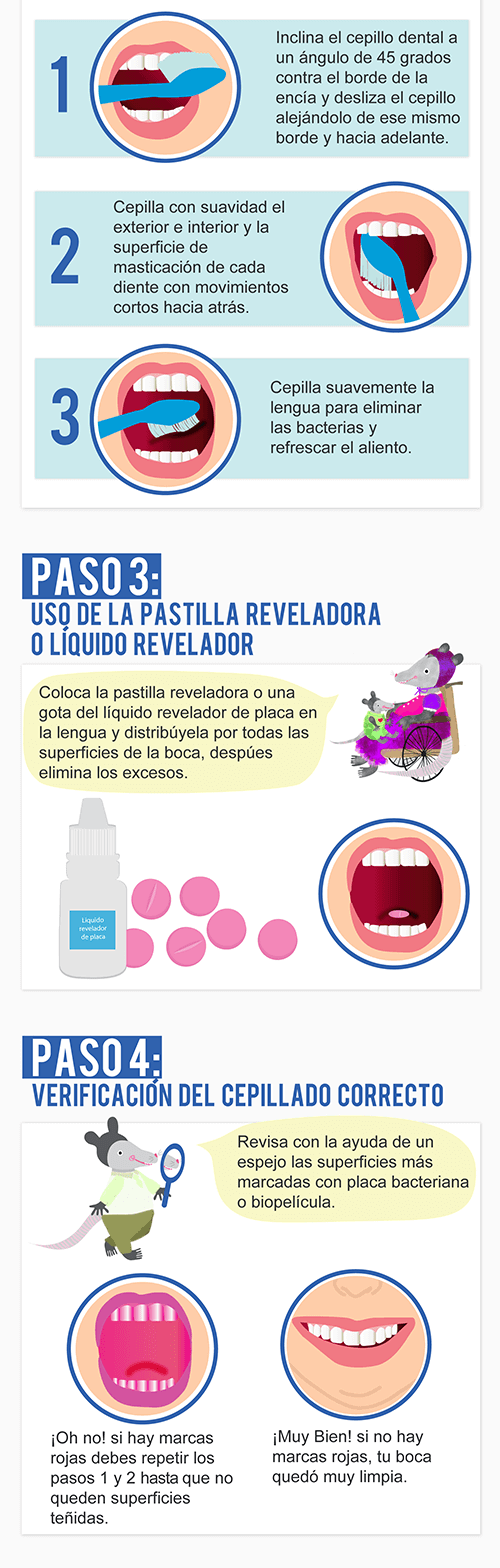 1
Inclina el cepillo dental a
un ángulo de 45 grados
contra el borde de la
encía y desliza el cepillo
alejándolo de ese mismo
borde y hacia adelante.
2
Cepilla con suavidad el
exterior e interior y la
superficie de
masticación de cada
diente con movimientos
cortos hacia atrás.
3
Cepilla suavemente la
lengua para eliminar
las bacterias y
refrescar el aliento.
PASO 3:
USO DE LA PASTILLA REVELADORA
O LÍQUIDO REVELADOR
Coloca la pastilla reveladora o una
gota del líquido revelador de placa en
la lengua y distribúyela por todas las
superficies de la boca, despúes
elimina los excesos.
Líquido
revelador
de placa
PASO 4:
VERIFICACIÓN DEL CEPILLADO CORRECTO
Revisa con la ayuda de un
espejo las superficies más
marcadas con placa bacteriana
o biopelícula.
¡Oh no! si hay marcas
rojas debes repetir los
pasos 1 y 2 hasta que no
queden superficies
teñidas.
¡Muy Bien! si no hay
marcas rojas, tu boca
quedó muy limpia.